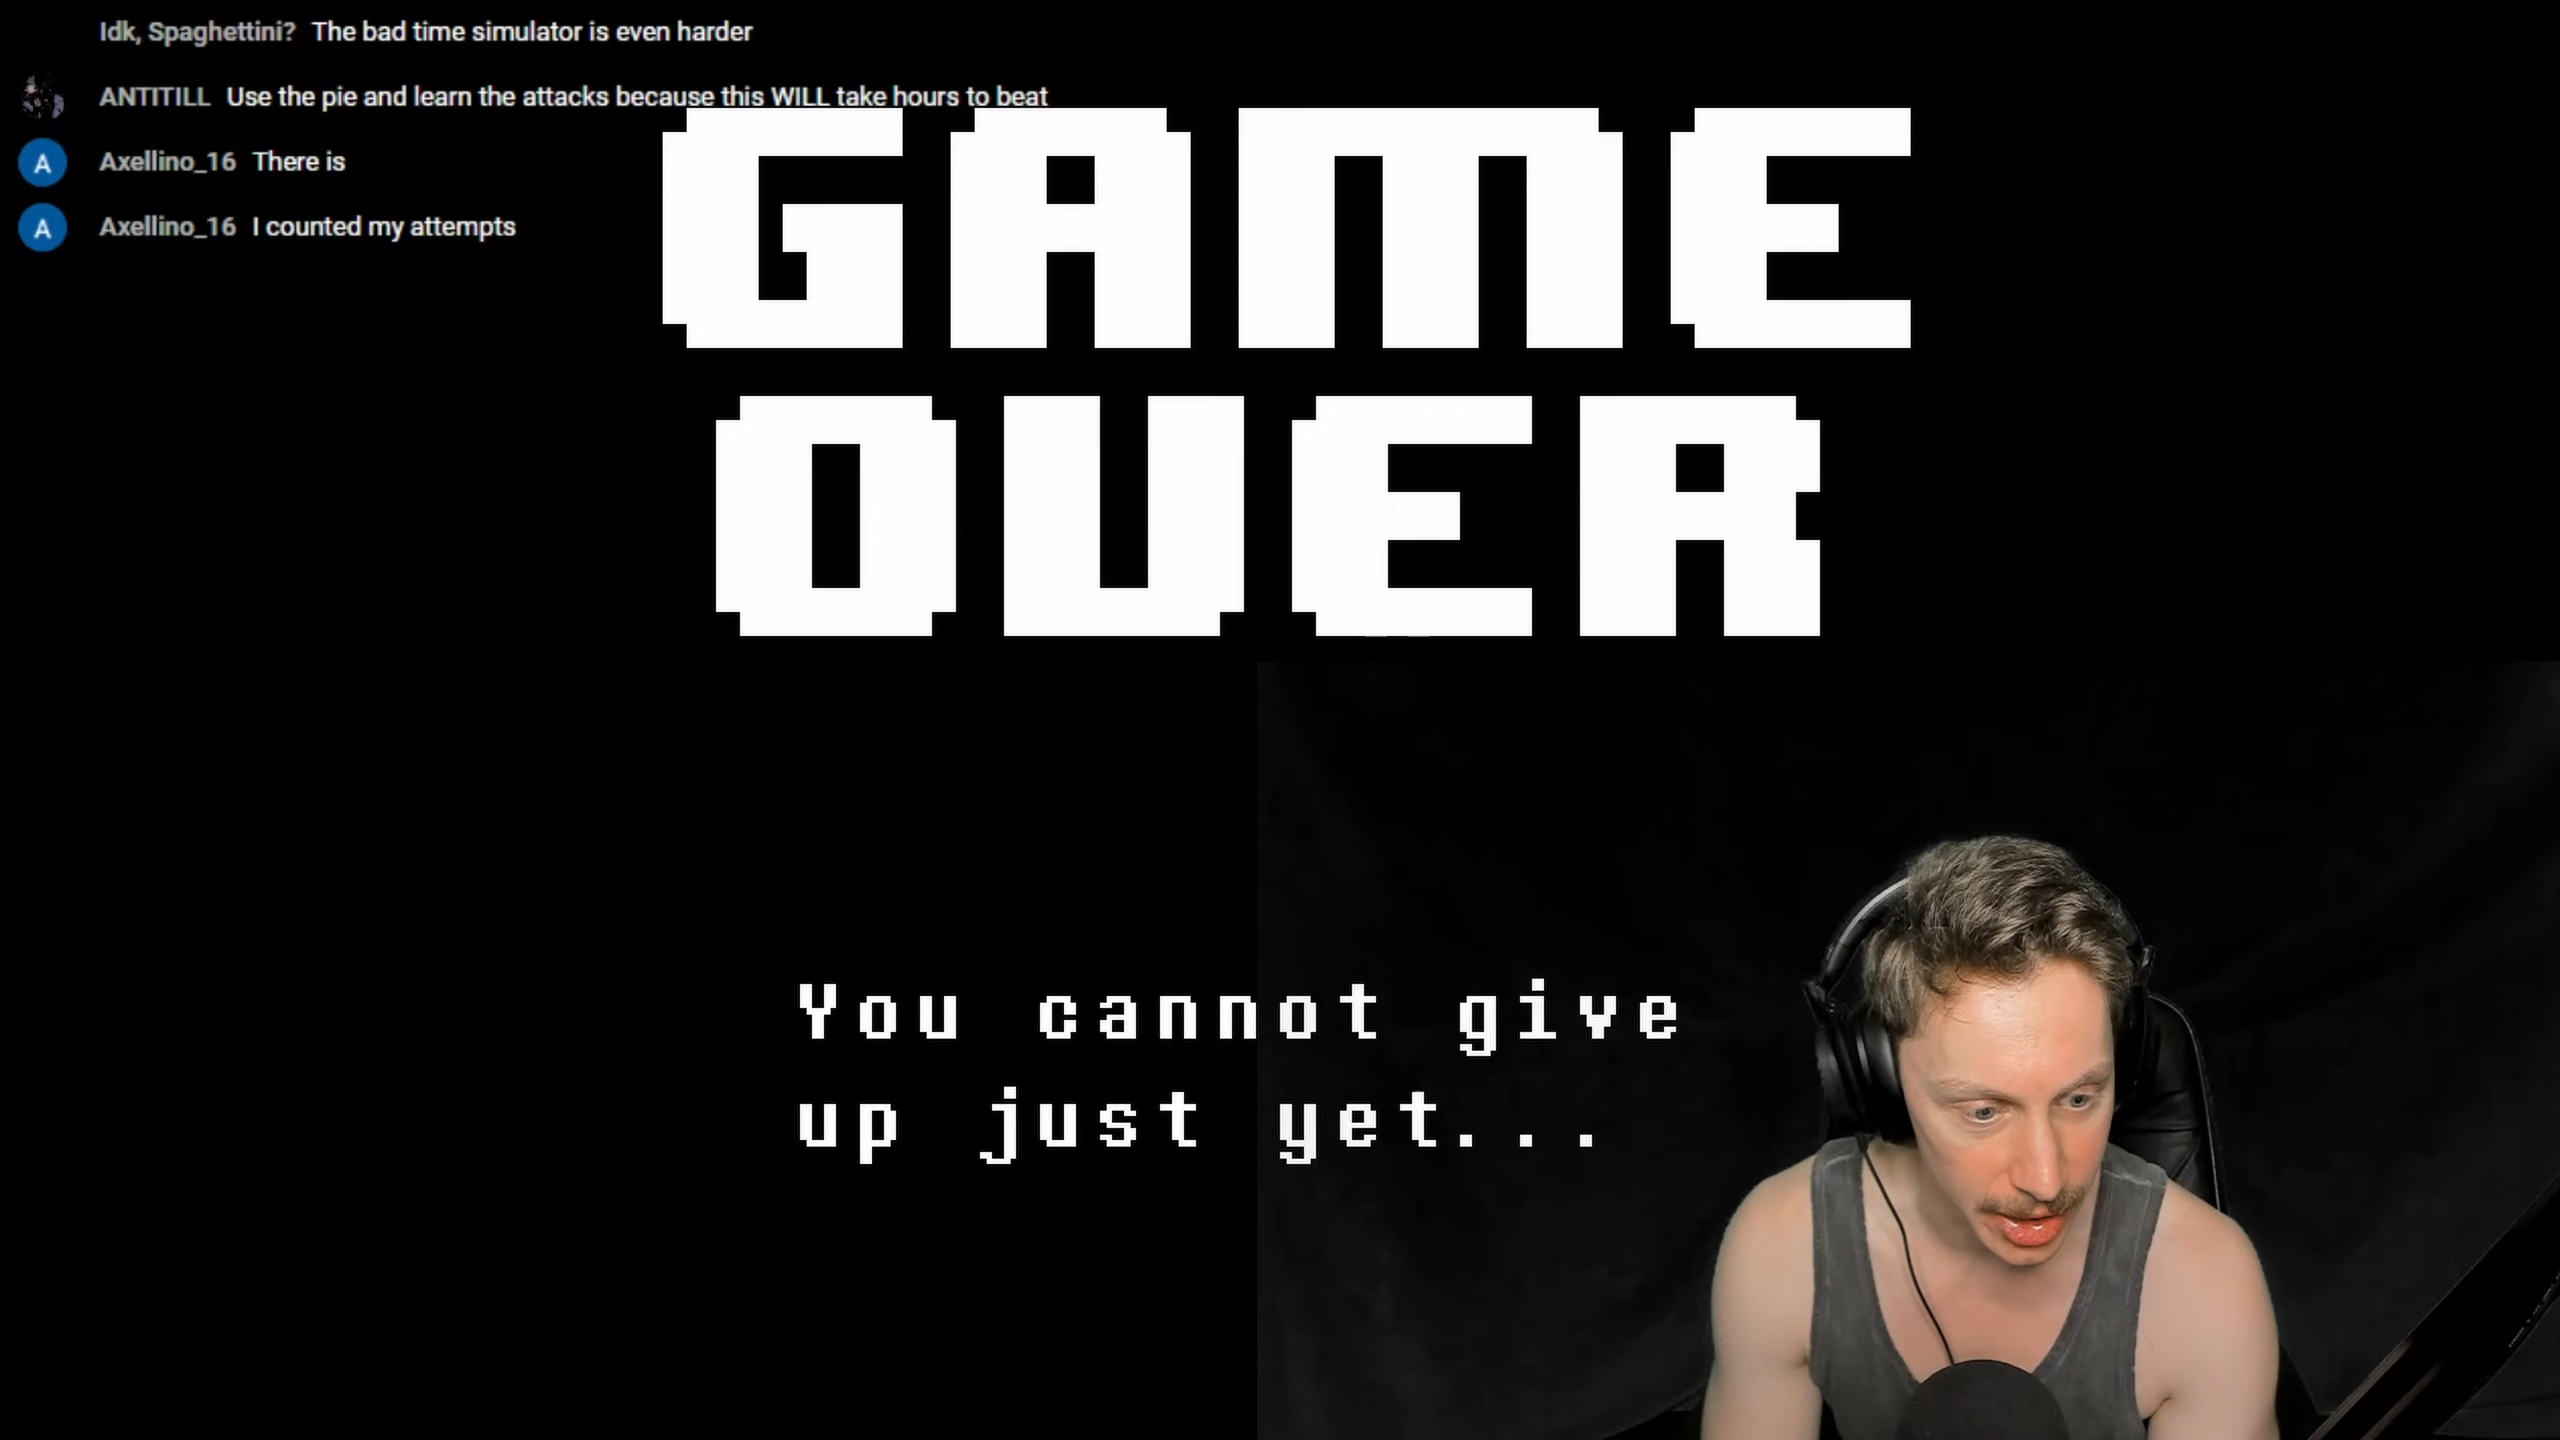 Idk, Spaghettini? The bad time simulator is even harder
ANTITILL Use the pie and learn the attacks because this WILL take hours to beat
A Axellino_16 There is
A Axellino_16 I counted my attempts
GAME
OVER
You cannot give
up just yet...